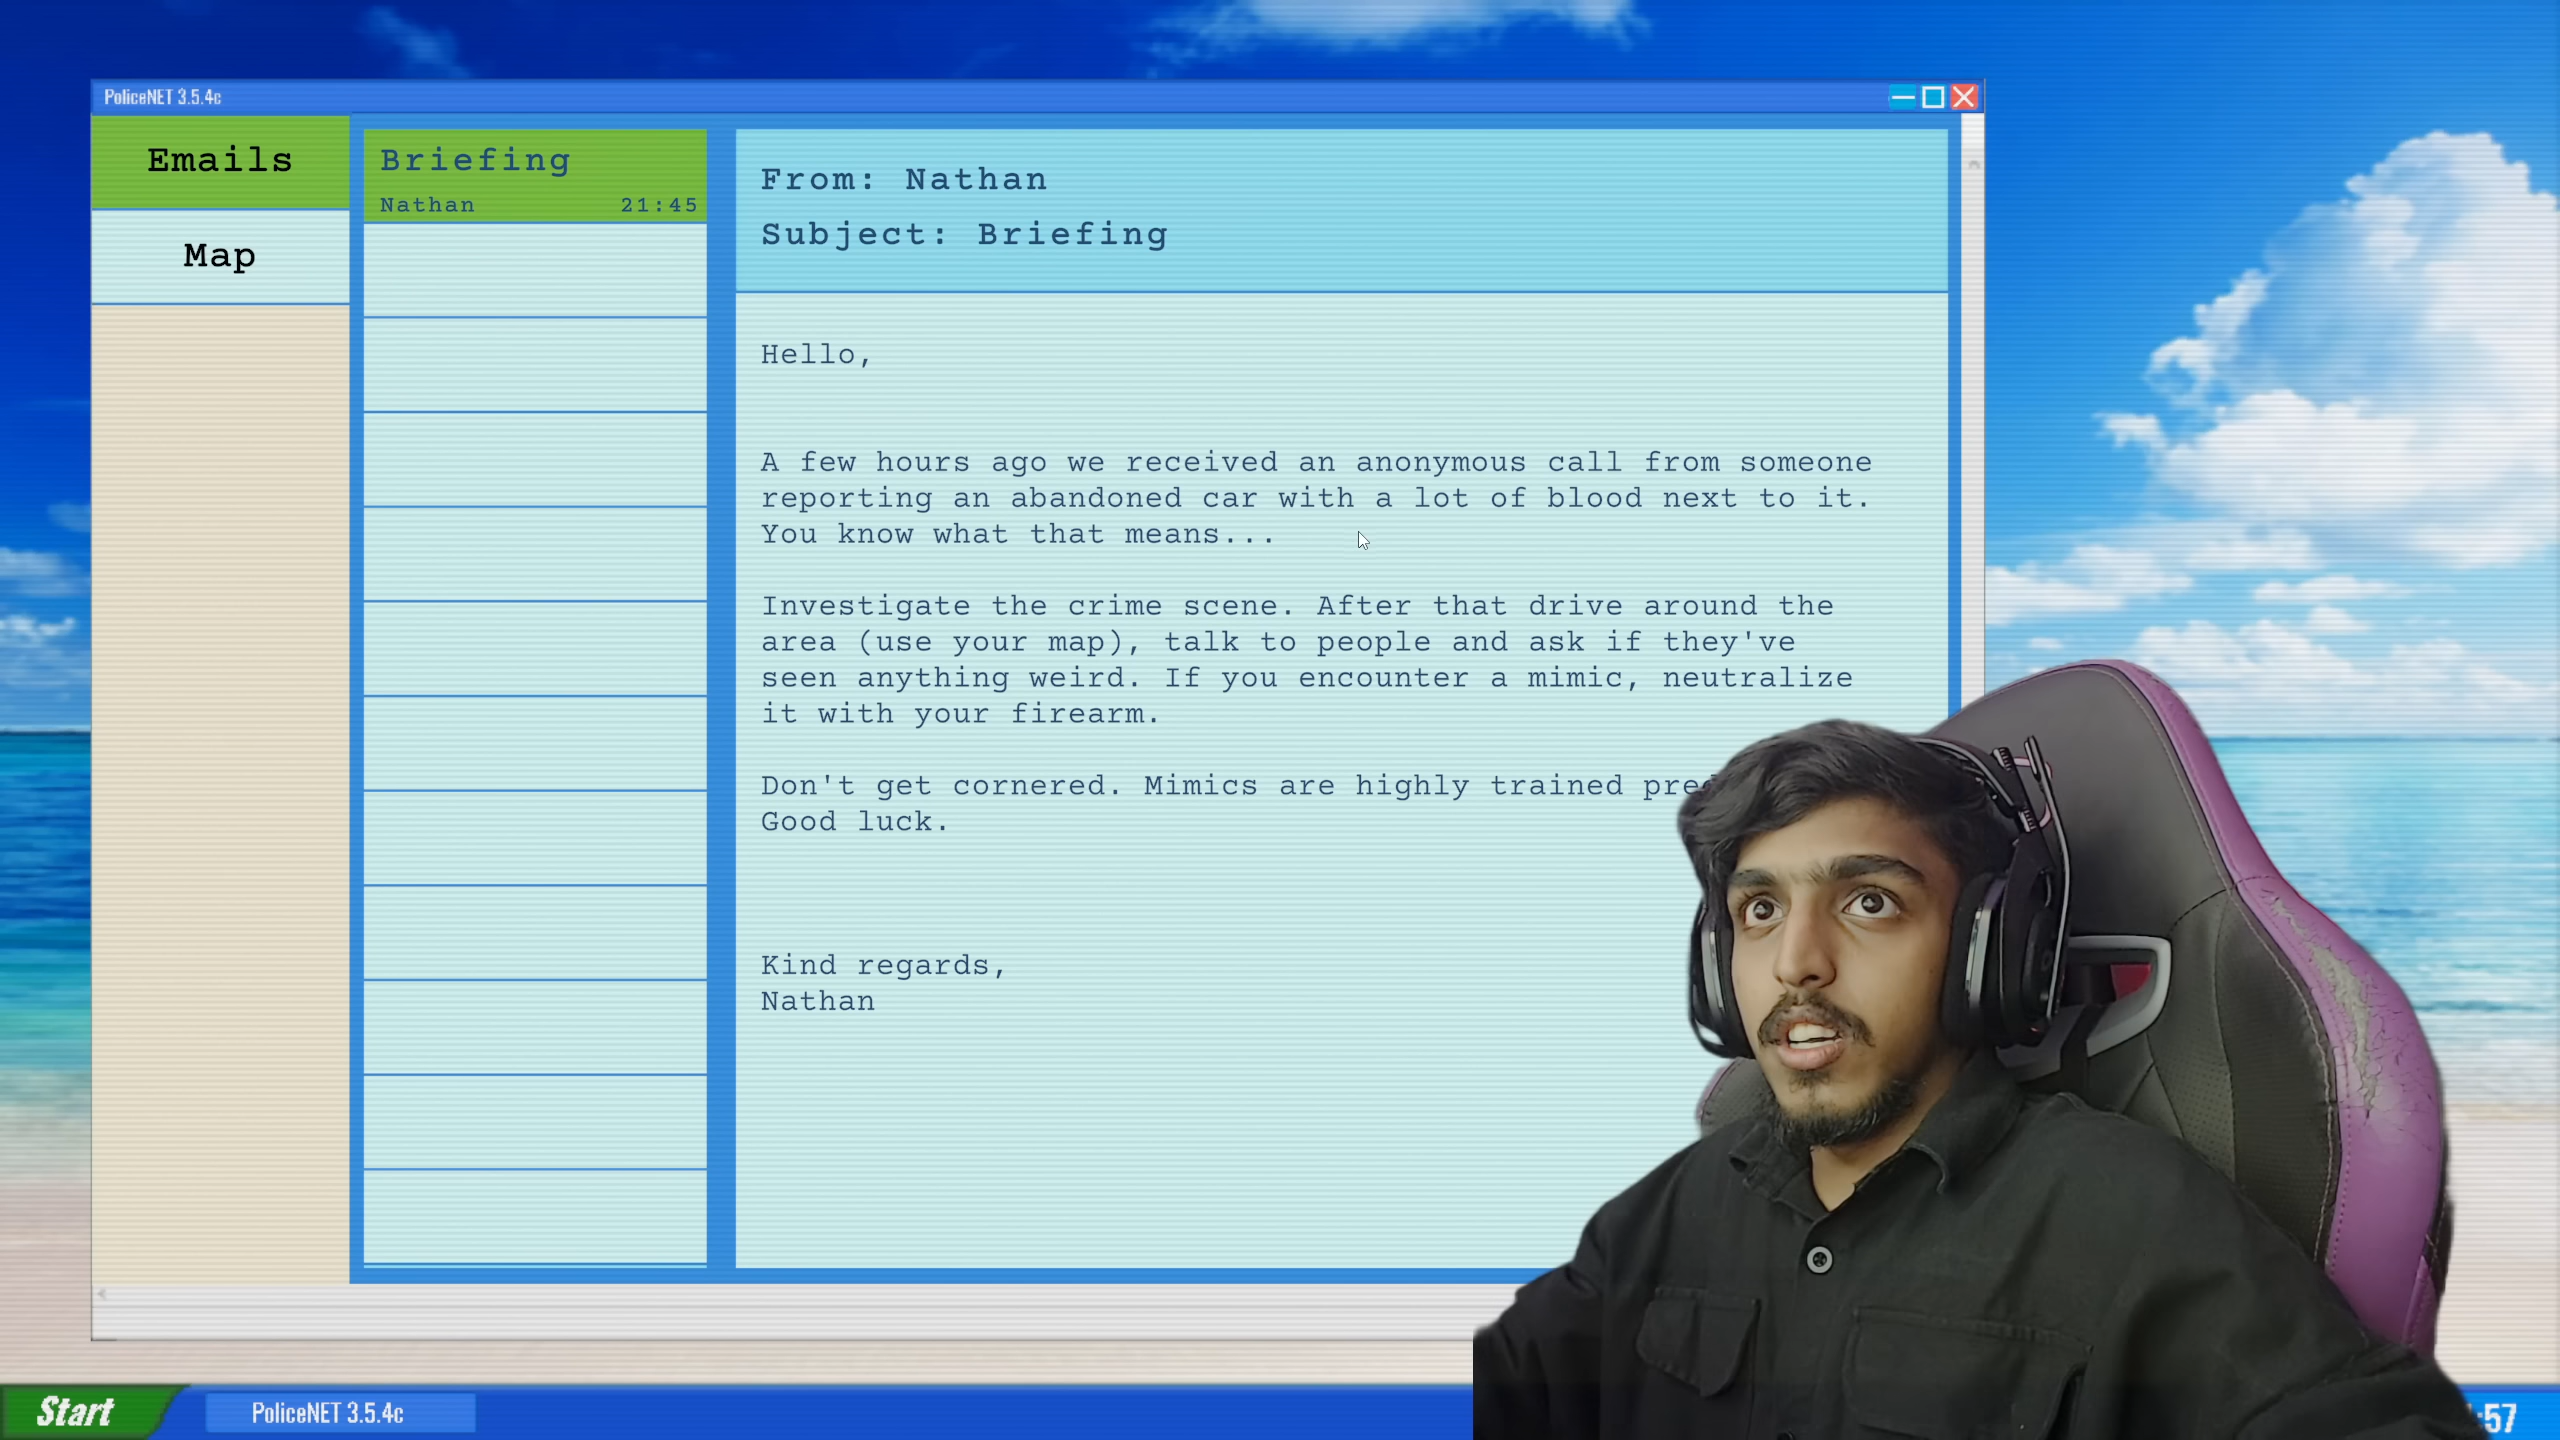 PoliceNET 3.5.4c
Emails
Map
Briefing
Nathan 21:45
From: Nathan
Subject: Briefing
Hello,
A few hours ago we received an anonymous call from someone
reporting an abandoned car with a lot of blood next to it.
You know what that means...
Investigate the crime scene. After that drive around the
area (use your map), talk to people and ask if they've
seen anything weird. If you encounter a mimic, neutralize
it with your firearm.
Don't get cornered. Mimics are highly trained
Good luck.
Kind regards,
Nathan
Start
PoliceNET 3.5.4c
:57